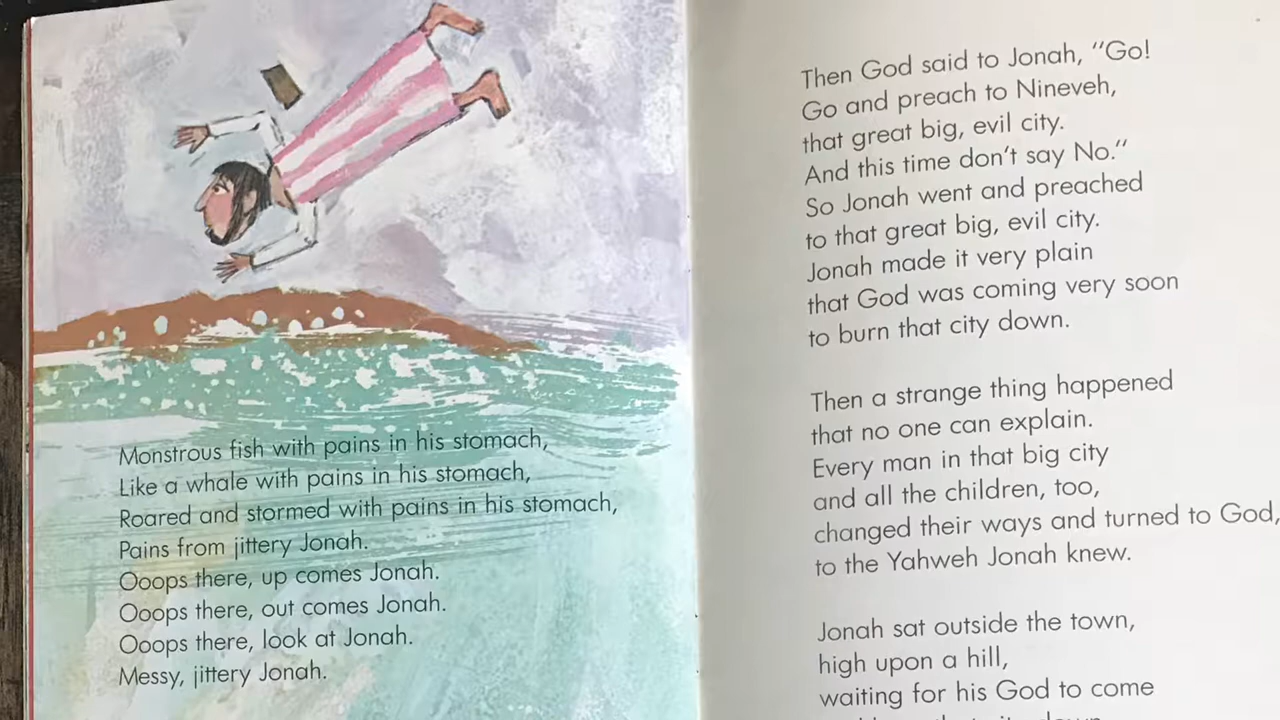 Monstrous fish with pains in his stomach,
Like a whale with pains in his stomach,
Roared and stormed with pains in his stomach,
Pains from jittery Jonah.
Ooops there, up comes Jonah.
Ooops there, out comes Jonah.
Ooops there, look at Jonah.
Messy, jittery Jonah.
Then God said to Jonah, "Go!
Go and preach to Nineveh,
that great big, evil city.
And this time don't say No."
So Jonah went and preached
to that great big, evil city.
Jonah made it very plain
that God was coming very soon
to burn that city down.
Then a strange thing happened
that no one can explain.
Every man in that big city
and all the children, too,
changed their ways and turned to God,
to the Yahweh Jonah knew.
Jonah sat outside the town,
high upon a hill,
waiting for his God to come